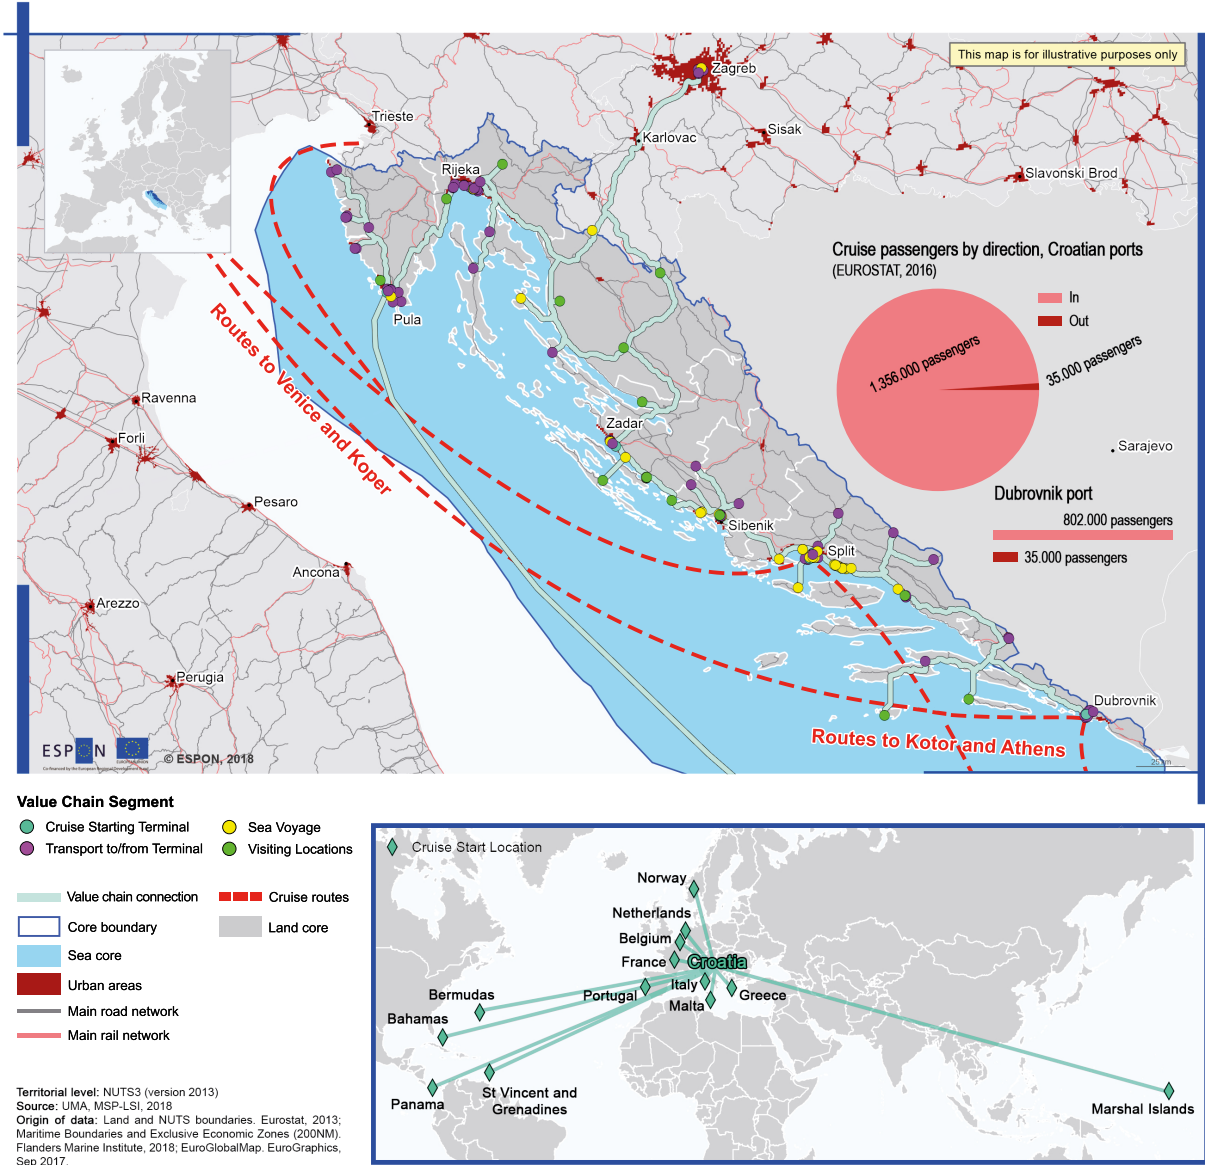 This map is for illustrative purposes only
Zagreb
Trieste
Karlovac
Sisak
Rijeka
Slavonski Brod
Cruise passengers by direction, Croatian ports
(EUROSTAT, 2016)
In
Out
1.356.000 passengers
35.000 passengers
Pula
Routes to Venice and Koper
Ravenna
Forli
Zadar
Sarajevo
Pesaro
Dubrovnik port
802.000 passengers
35.000 passengers
Sibenik
Split
Ancona
Arezzo
Perugia
Dubrovnik
Routes to Kotor and Athens
ESPON
© ESPON, 2018
Value Chain Segment
Cruise Starting Terminal
Sea Voyage
Transport to/from Terminal
Visiting Locations
Value chain connection
Cruise routes
Core boundary
Land core
Sea core
Urban areas
Main road network
Main rail network
Cruise Start Location
Norway
Netherlands
Belgium
France
Croatia
Italy
Portugal
Greece
Malta
Bermudas
Bahamas
Panama
St Vincent and
Grenadines
Marshal Islands
Territorial level: NUTS3 (version 2013)
Source: UMA, MSP-LSI, 2018
Origin of data: Land and NUTS boundaries. Eurostat, 2013;
Maritime Boundaries and Exclusive Economic Zones (200NM).
Flanders Marine Institute, 2018; EuroGlobalMap. EuroGraphics,
Sep 2017.